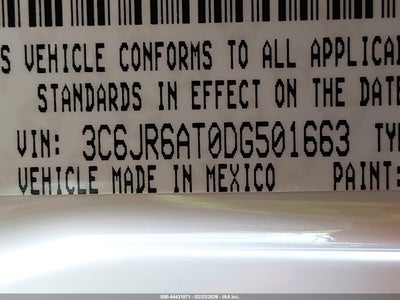 S VEHICLE CONFORMS TO ALL APPLICA
STANDARDS IN EFFECT ON THE DATE
VIN: 3C6JR6AT0DG501663 TY
VEHICLE MADE IN MEXICO PAINT:
500-44431871 - 02/23/2026 - IAA Inc.